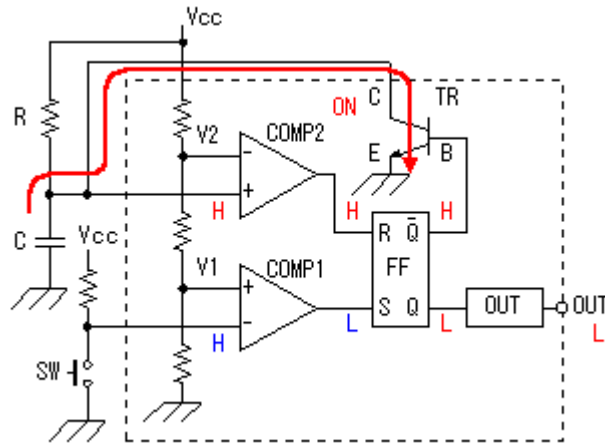 Vcc
C
TR
R
ON
V2
COMP2
E
B
H
H
H
C
Vcc
R Q̄
FF
S Q
V1
COMP1
OUT
OUT
L
L
L
H
SW